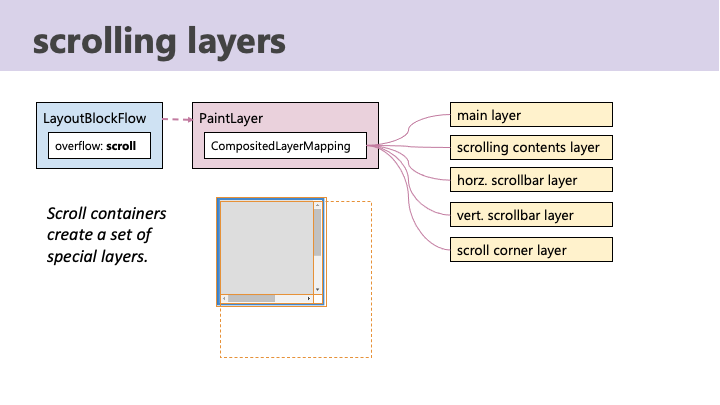 scrolling layers
LayoutBlockFlow
overflow: scroll
PaintLayer
CompositedLayerMapping
main layer
scrolling contents layer
horz. scrollbar layer
vert. scrollbar layer
scroll corner layer
Scroll containers
create a set of
special layers.